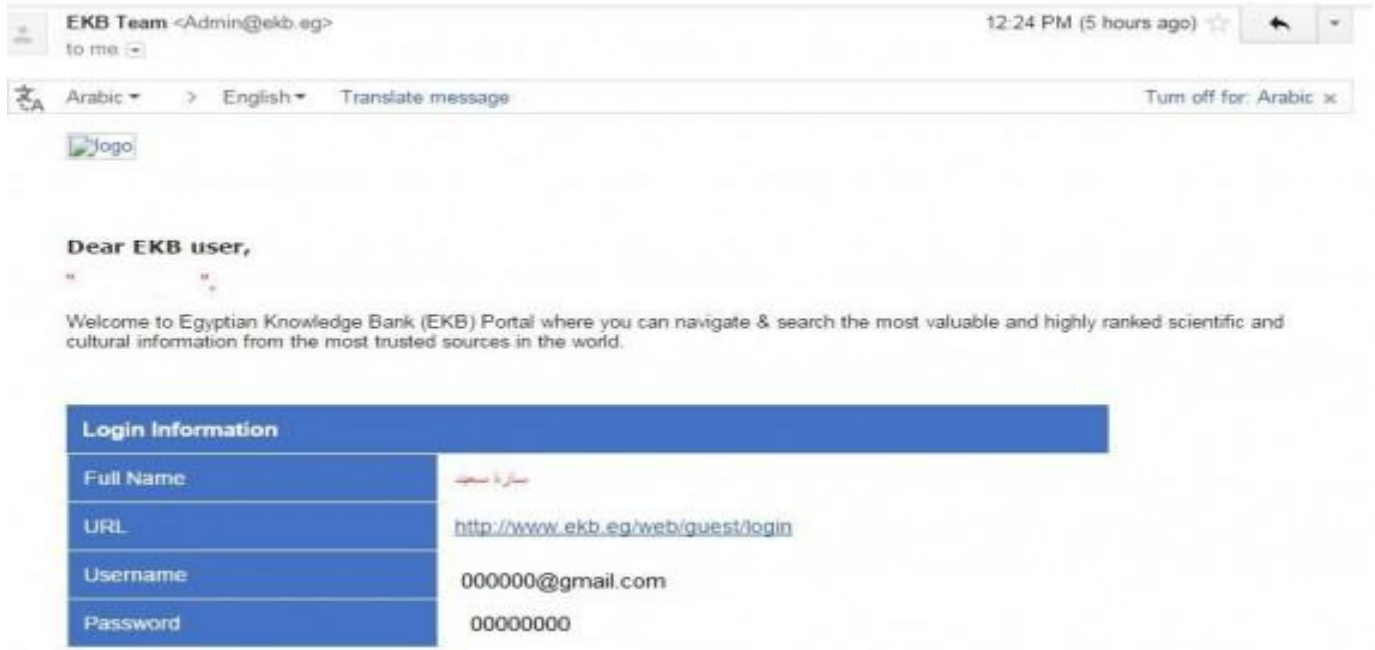 EKB Team <Admin@ekb.eg> 12:24 PM (5 hours ago)
to me
Arabic > English Translate message Turn off for: Arabic x
logo
Dear EKB user,
" ",
Welcome to Egyptian Knowledge Bank (EKB) Portal where you can navigate & search the most valuable and highly ranked scientific and
cultural information from the most trusted sources in the world.
Login Information
Full Name سارة سعيد
URL http://www.ekb.eg/web/guest/login
Username 000000@gmail.com
Password 00000000